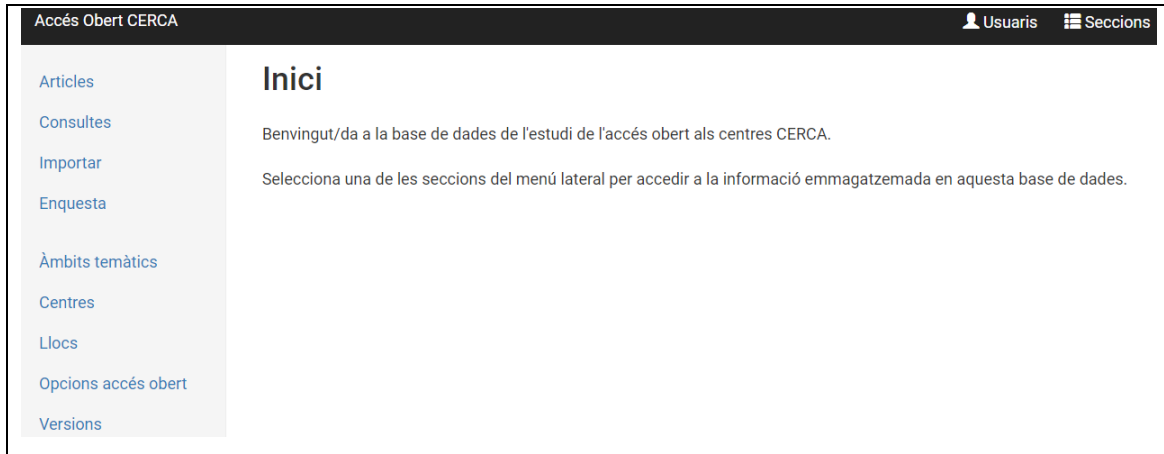 Accés Obert CERCA
Usuaris
Seccions
Articles
Consultes
Importar
Enquesta
Àmbits temàtics
Centres
Llocs
Opcions accés obert
Versions
Inici
Benvingut/da a la base de dades de l'estudi de l'accés obert als centres CERCA.
Selecciona una de les seccions del menú lateral per accedir a la informació emmagatzemada en aquesta base de dades.